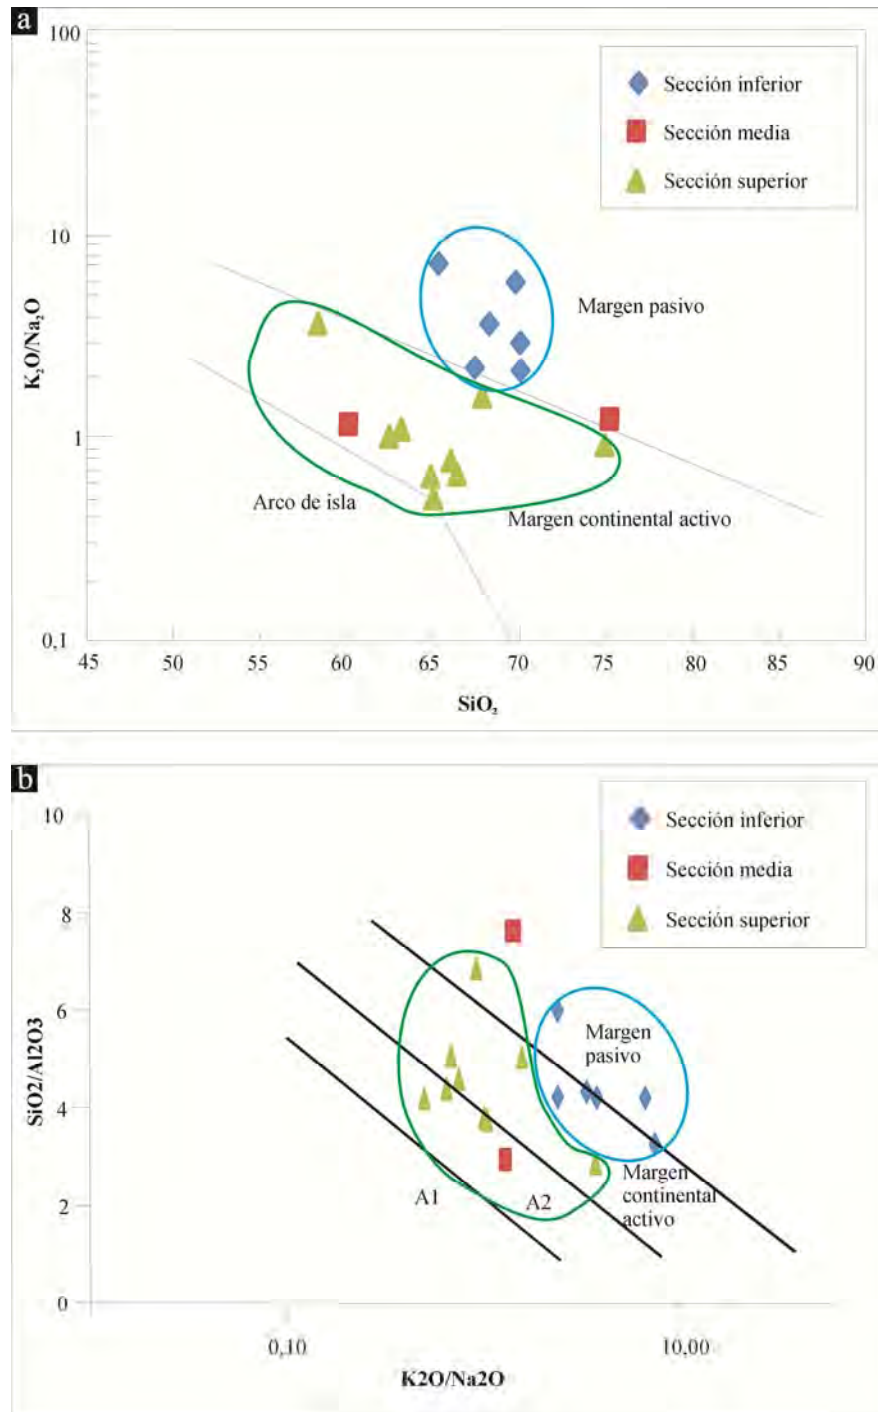 a
100
10
1
0,1
K₂O/Na₂O
45 50 55 60 65 70 75 80 85 90
SiO₂
Sección inferior
Sección media
Sección superior
Margen pasivo
Arco de isla
Margen continental activo
b
10
8
6
4
2
0
SiO2/Al2O3
0,10 10,00
K2O/Na2O
Sección inferior
Sección media
Sección superior
Margen
pasivo
Margen
continental
activo
A1
A2